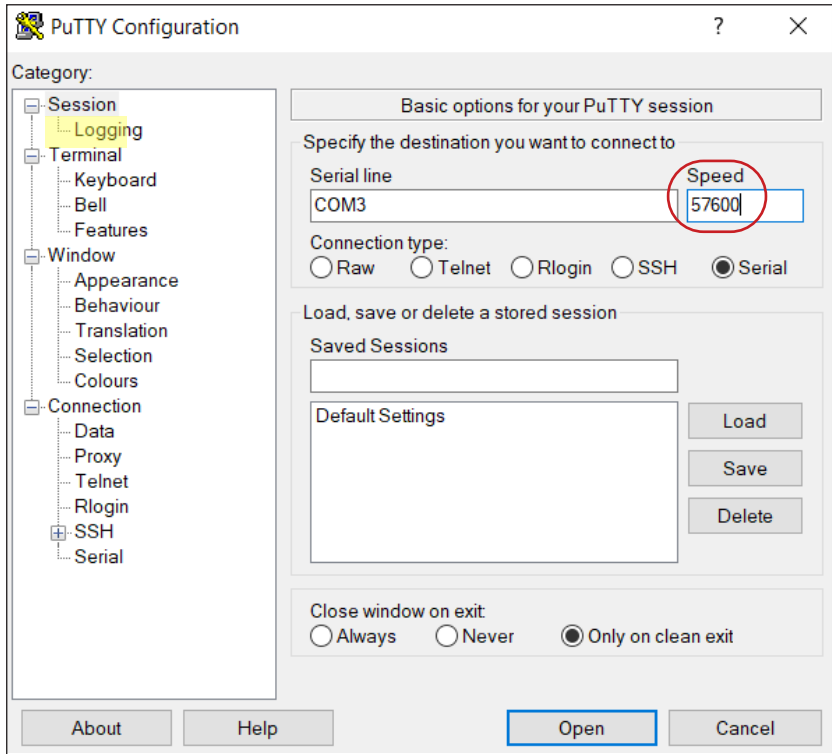 PuTTY Configuration
?
Category:
Session
Logging
Terminal
Keyboard
Bell
Features
Window
Appearance
Behaviour
Translation
Selection
Colours
Connection
Data
Proxy
Telnet
Rlogin
SSH
Serial
Basic options for your PuTTY session
Specify the destination you want to connect to
Serial line Speed
COM3 57600
Connection type:
Raw Telnet Rlogin SSH Serial
Load, save or delete a stored session
Saved Sessions
Default Settings
Load
Save
Delete
Close window on exit:
Always Never Only on clean exit
About Help Open Cancel